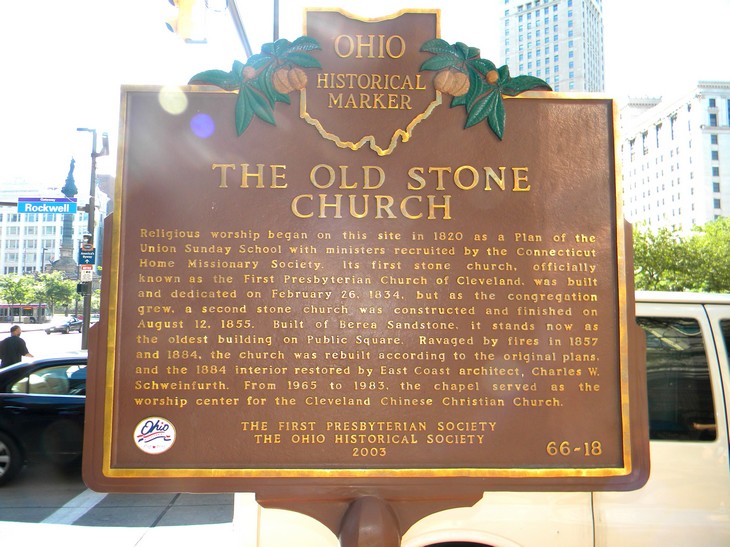 OHIO
HISTORICAL
MARKER
THE OLD STONE
CHURCH
Religious worship began on this site in 1820 as a Plan of the
Union Sunday School with ministers recruited by the Connecticut
Home Missionary Society. Its first stone church, officially
known as the First Presbyterian Church of Cleveland, was built
and dedicated on February 26, 1834, but as the congregation
grew, a second stone church was constructed and finished on
August 12, 1855. Built of Berea Sandstone, it stands now as
the oldest building on Public Square. Ravaged by fires in 1857
and 1884, the church was rebuilt according to the original plans,
and the 1884 interior restored by East Coast architect, Charles W.
Schweinfurth. From 1965 to 1983, the chapel served as the
worship center for the Cleveland Chinese Christian Church.
Ohio
THE FIRST PRESBYTERIAN SOCIETY
THE OHIO HISTORICAL SOCIETY
2003
66-18
Rockwell